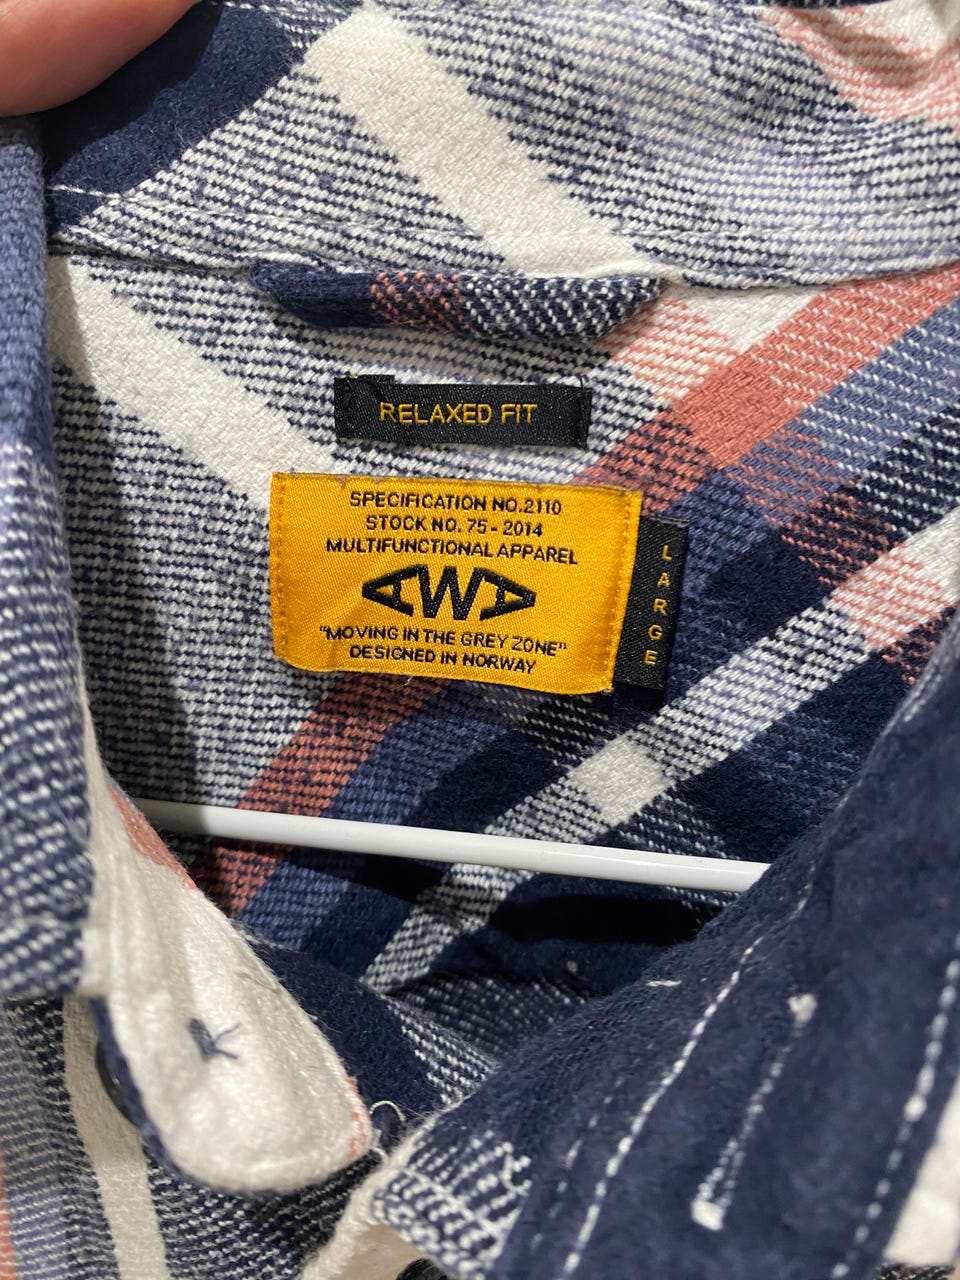 RELAXED FIT
SPECIFICATION NO.2110
STOCK NO. 75-2014
MULTIFUNCTIONAL APPAREL
AWA
"MOVING IN THE GREY ZONE"
DESIGNED IN NORWAY
LARGE